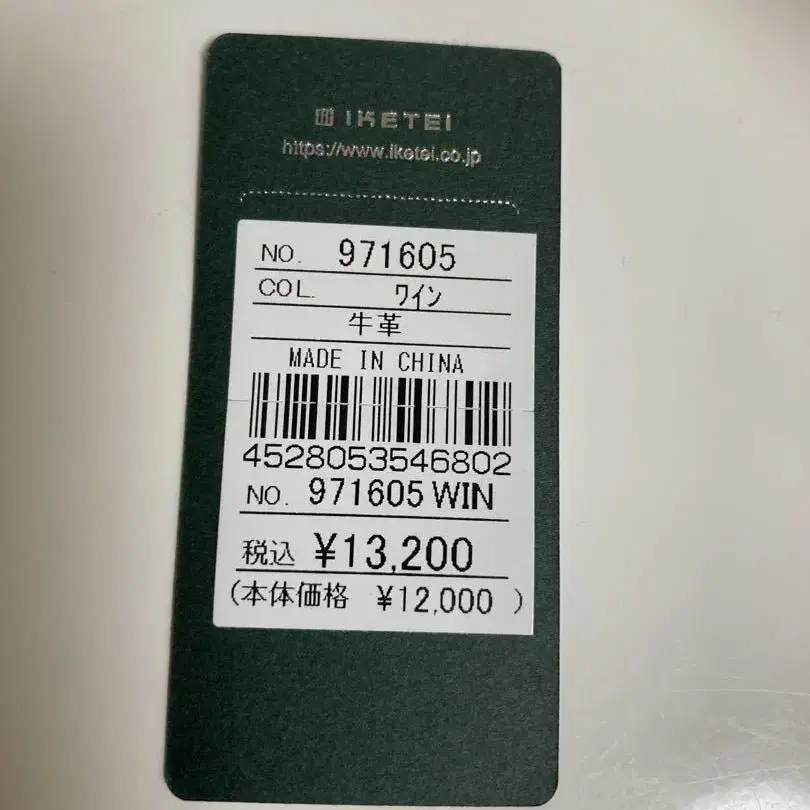 IKETEI
https://www.iketei.co.jp
NO. 971605
COL. ワイン
牛革
MADE IN CHINA
4528053546802
NO. 971605 WIN
税込 ¥13,200
(本体価格 ¥12,000 )